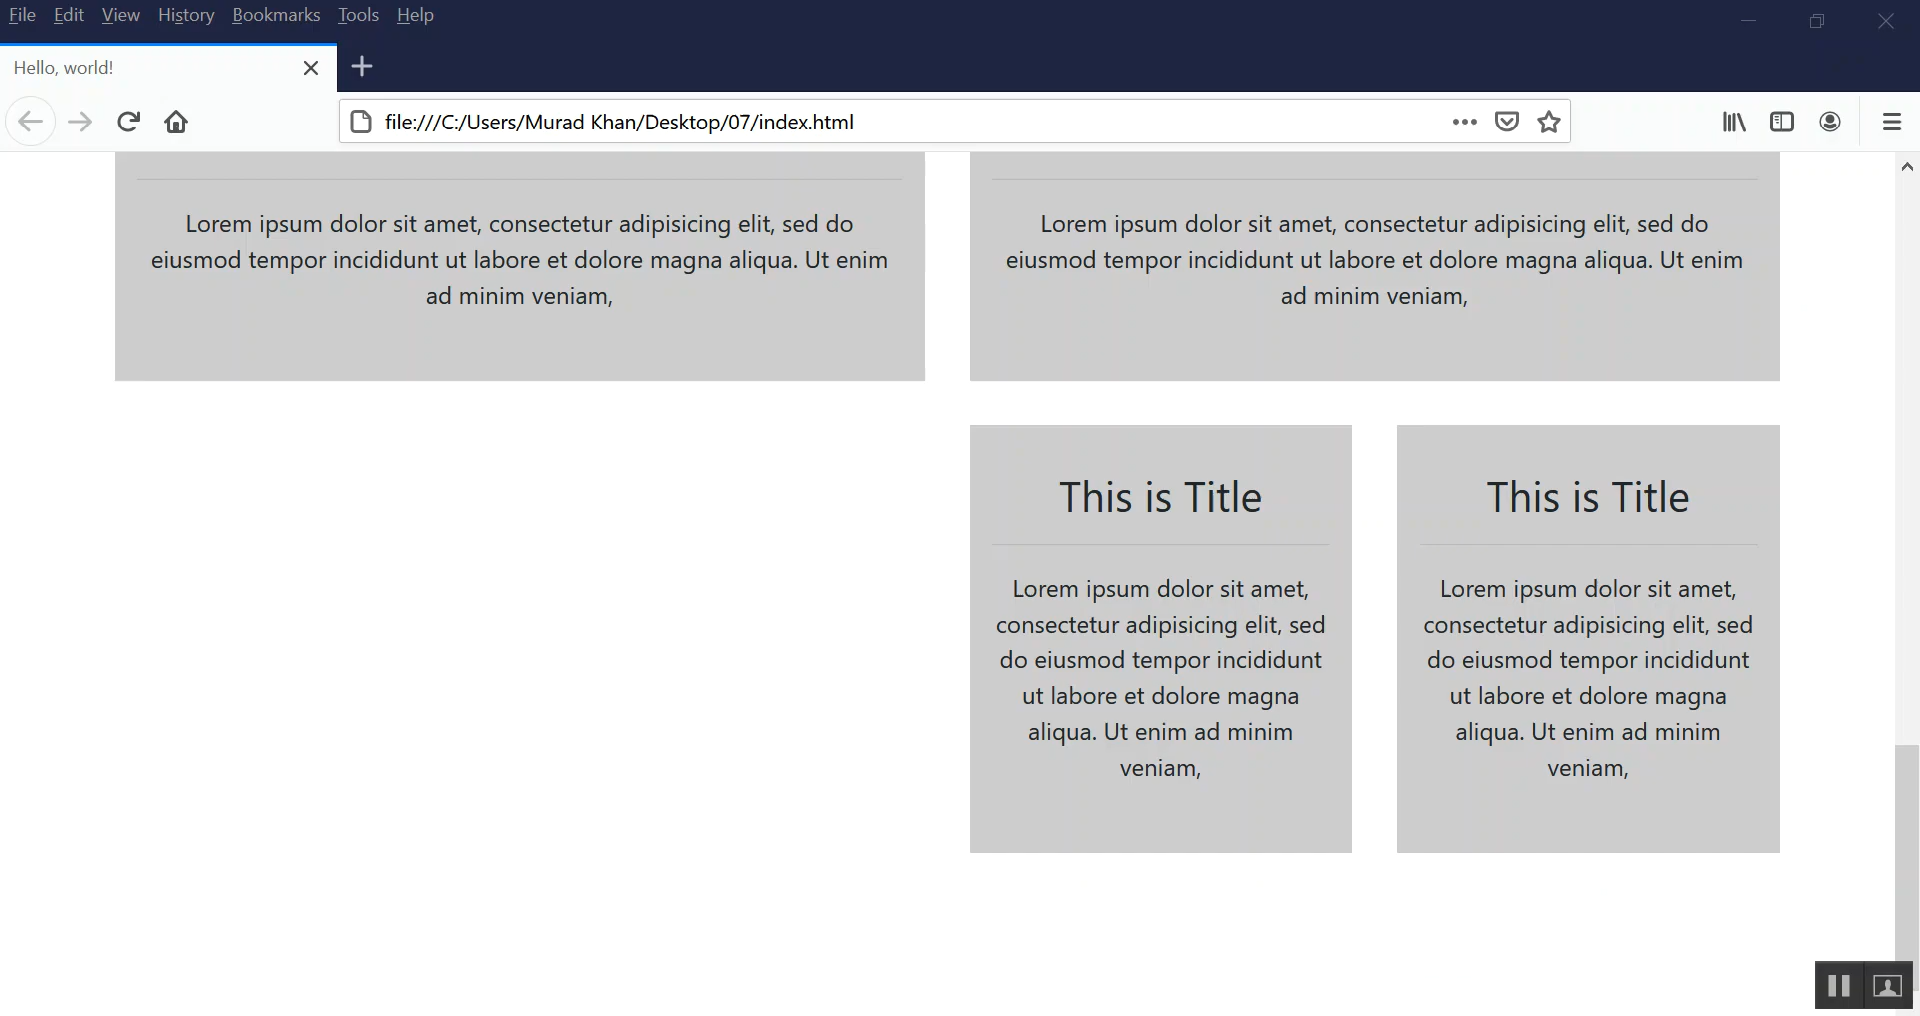 File Edit View History Bookmarks Tools Help
Hello, world!
file:///C:/Users/Murad Khan/Desktop/07/index.html
Lorem ipsum dolor sit amet, consectetur adipisicing elit, sed do
eiusmod tempor incididunt ut labore et dolore magna aliqua. Ut enim
ad minim veniam,
Lorem ipsum dolor sit amet, consectetur adipisicing elit, sed do
eiusmod tempor incididunt ut labore et dolore magna aliqua. Ut enim
ad minim veniam,
This is Title
Lorem ipsum dolor sit amet,
consectetur adipisicing elit, sed
do eiusmod tempor incididunt
ut labore et dolore magna
aliqua. Ut enim ad minim
veniam,
This is Title
Lorem ipsum dolor sit amet,
consectetur adipisicing elit, sed
do eiusmod tempor incididunt
ut labore et dolore magna
aliqua. Ut enim ad minim
veniam,